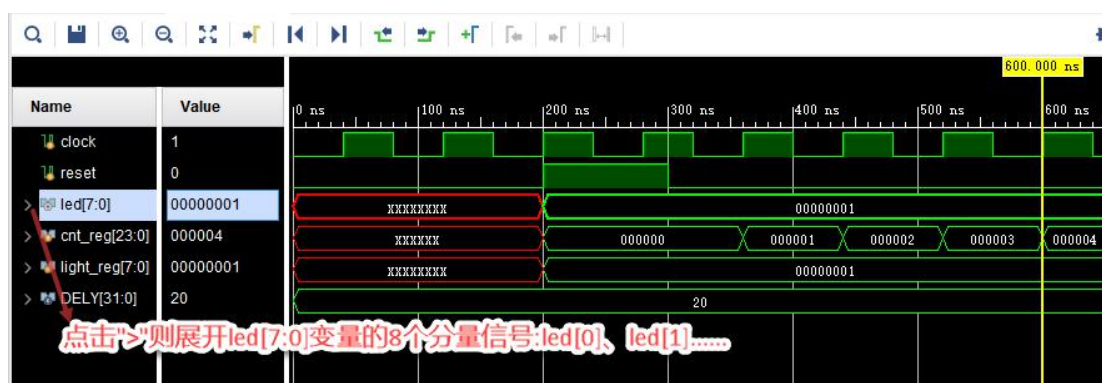 600.000 ns
Name Value 0 ns 100 ns 200 ns 300 ns 400 ns 500 ns 600 ns
clock 1
reset 0
led[7:0] 00000001 XXXXXXXX 00000001
cnt_reg[23:0] 000004 XXXXXX 000000 000001 000002 000003 000004
light_reg[7:0] 00000001 XXXXXXXX 00000001
DELY[31:0] 20 20
点击">"则展开led[7:0]变量的8个分量信号:led[0]、led[1]......